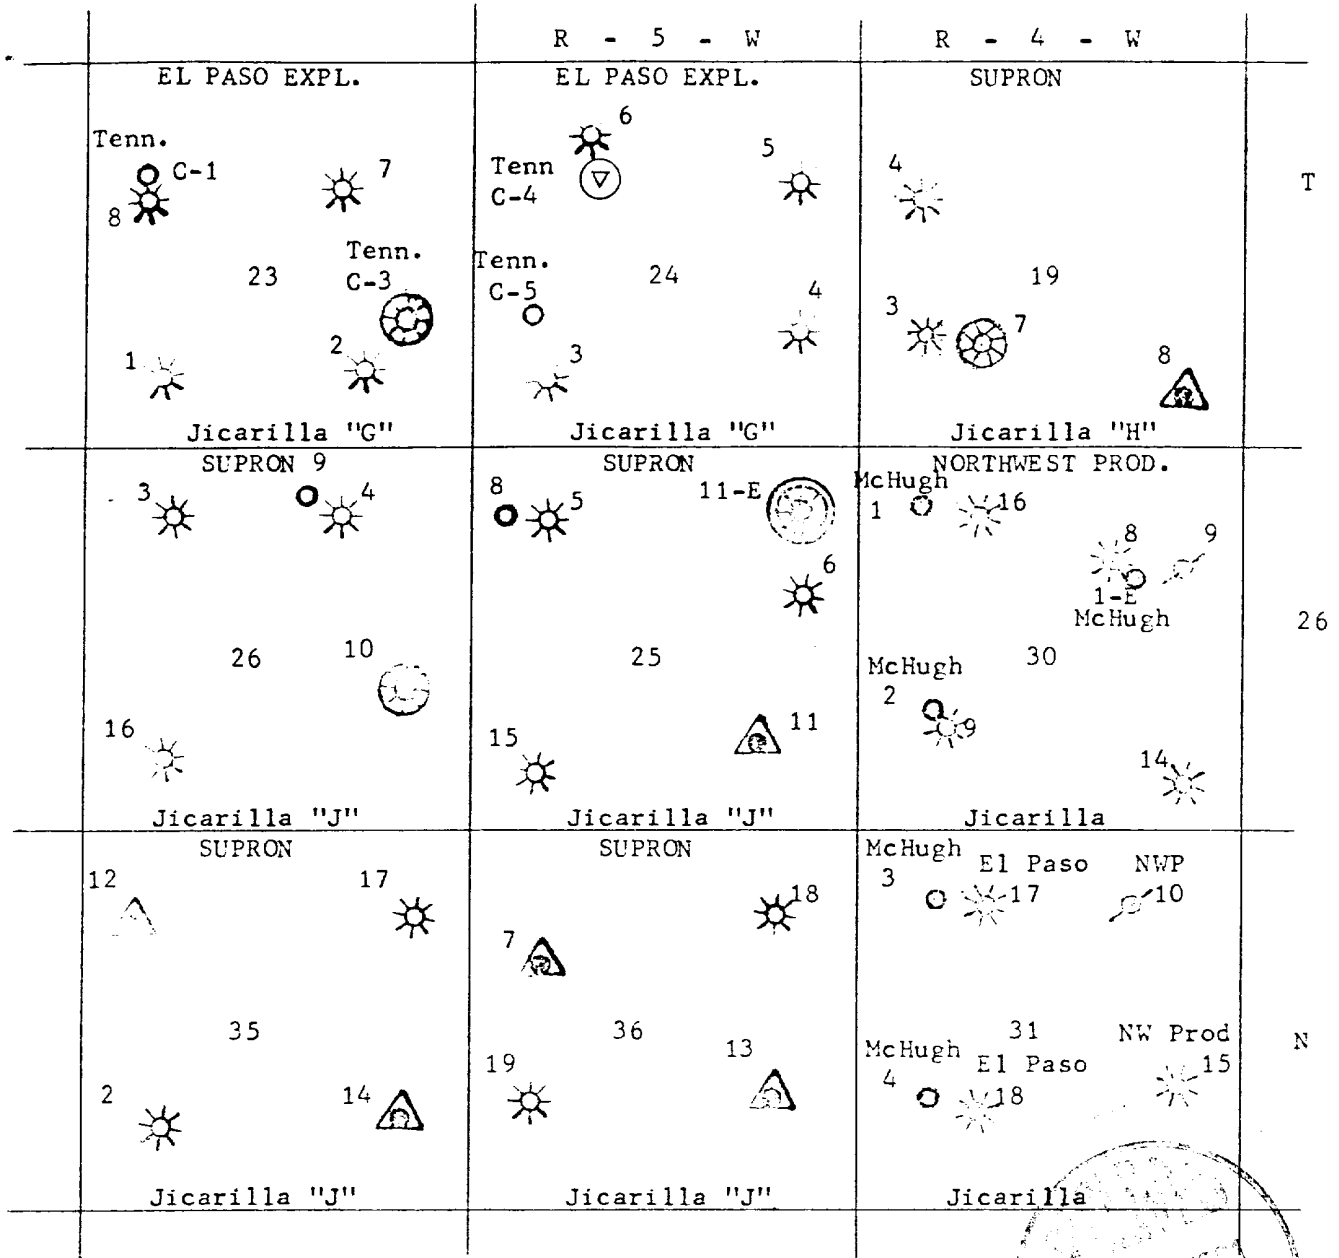 R - 5 - W R - 4 - W
EL PASO EXPL. EL PASO EXPL. SUPRON
6
Tenn. 5
C-1 7 Tenn 4 T
8 C-4
Tenn. Tenn.
23 C-3 C-5 24 4 19
3 7
1 2 3 8
Jicarilla "G" Jicarilla "G" Jicarilla "H"
SUPRON 9 SUPRON NORTHWEST PROD.
3 4 8 5 11-E McHugh
1 16
8 9
6 1-E
McHugh 26
26 10 25 McHugh 30
2
16 15 11 9
14
Jicarilla "J" Jicarilla "J" Jicarilla
SUPRON SUPRON McHugh
12 17 18 3 El Paso NWP
17 10
7
35 36 31 NW Prod N
13 McHugh El Paso 15
2 14 19 4 18
Jicarilla "J" Jicarilla "J" Jicarilla